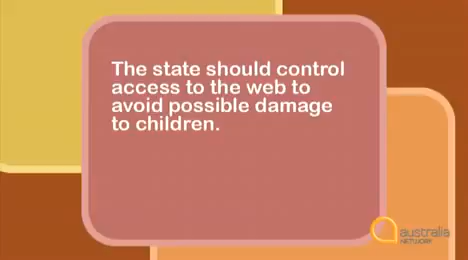 The state should control
access to the web to
avoid possible damage
to children.
australia
NETWORK